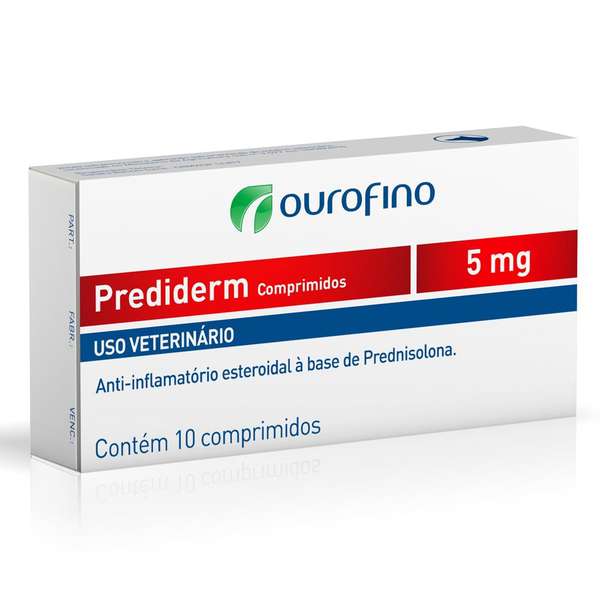 ourofino
Prediderm Comprimidos 5 mg
USO VETERINÁRIO
Anti-inflamatório esteroidal à base de Prednisolona.
Contém 10 comprimidos
PART.:
FABR.:
VENC.: